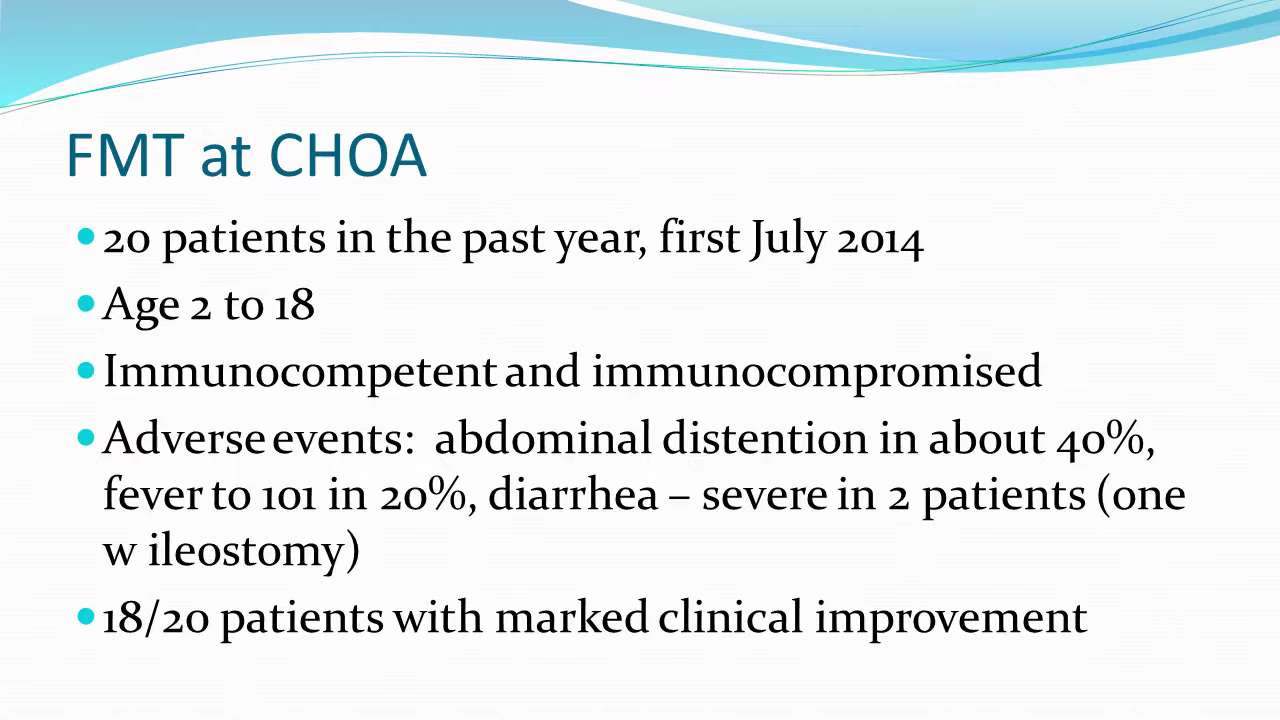 FMT at CHOA
• 20 patients in the past year, first July 2014
• Age 2 to 18
• Immunocompetent and immunocompromised
• Adverse events: abdominal distention in about 40%,
fever to 101 in 20%, diarrhea – severe in 2 patients (one
w ileostomy)
• 18/20 patients with marked clinical improvement